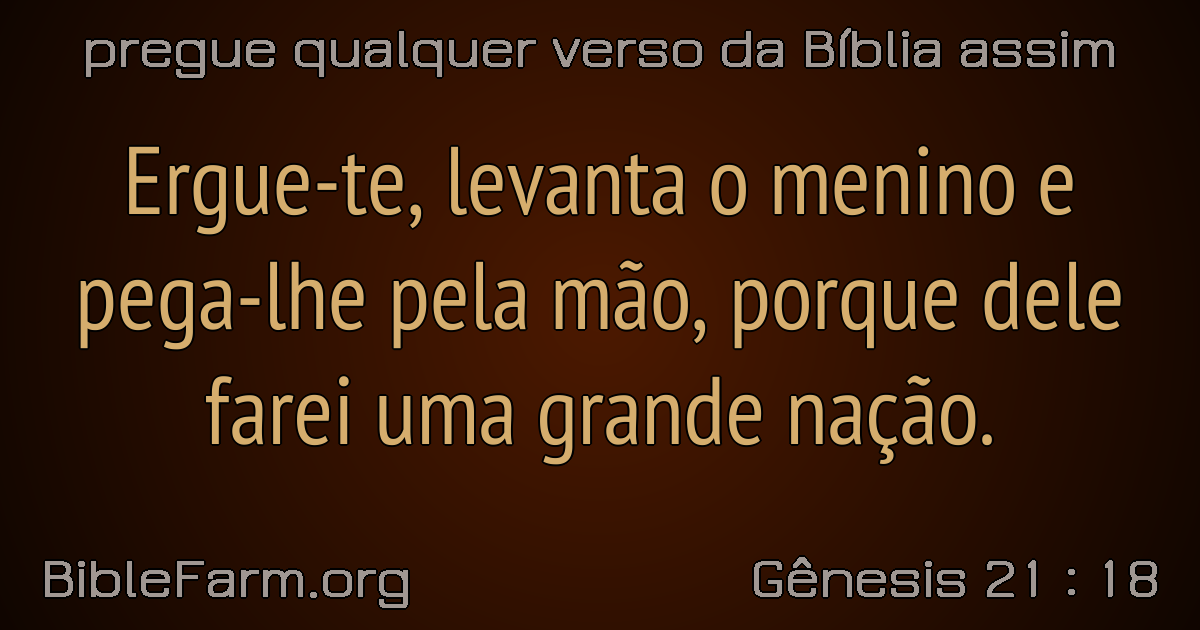 pregue qualquer verso da Bíblia assim
Ergue-te, levanta o menino e
pega-lhe pela mão, porque dele
farei uma grande nação.
BibleFarm.org
Gênesis 21 : 18